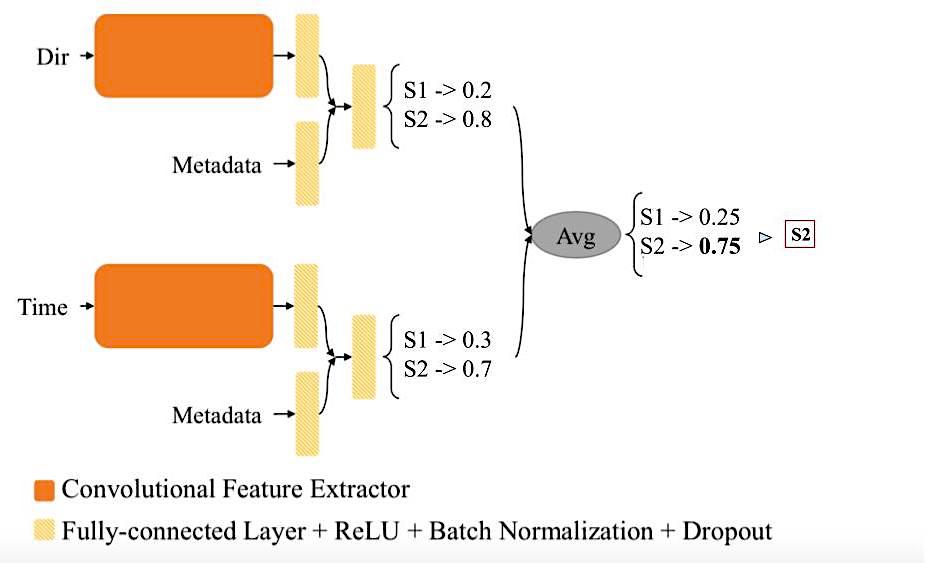 Dir
Metadata
S1 -> 0.2
S2 -> 0.8
Time
Metadata
S1 -> 0.3
S2 -> 0.7
Avg
S1 -> 0.25
S2 -> 0.75
S2
Convolutional Feature Extractor
Fully-connected Layer + ReLU + Batch Normalization + Dropout